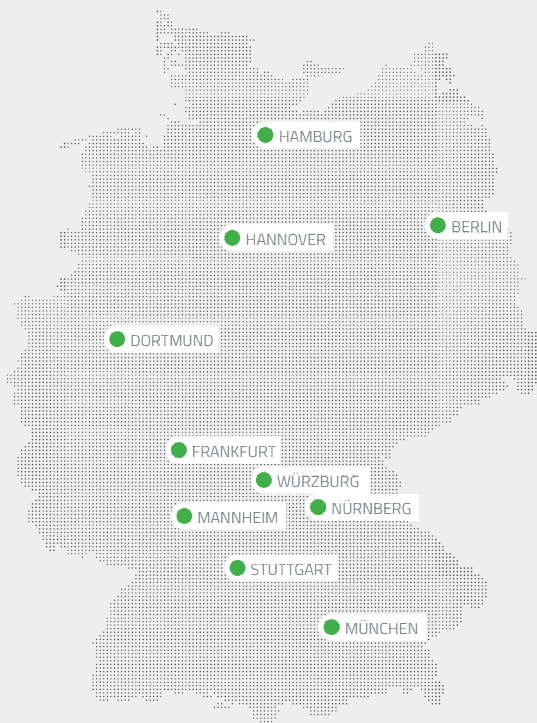 HAMBURG
BERLIN
HANNOVER
DORTMUND
FRANKFURT
WÜRZBURG
NÜRNBERG
MANNHEIM
STUTTGART
MÜNCHEN